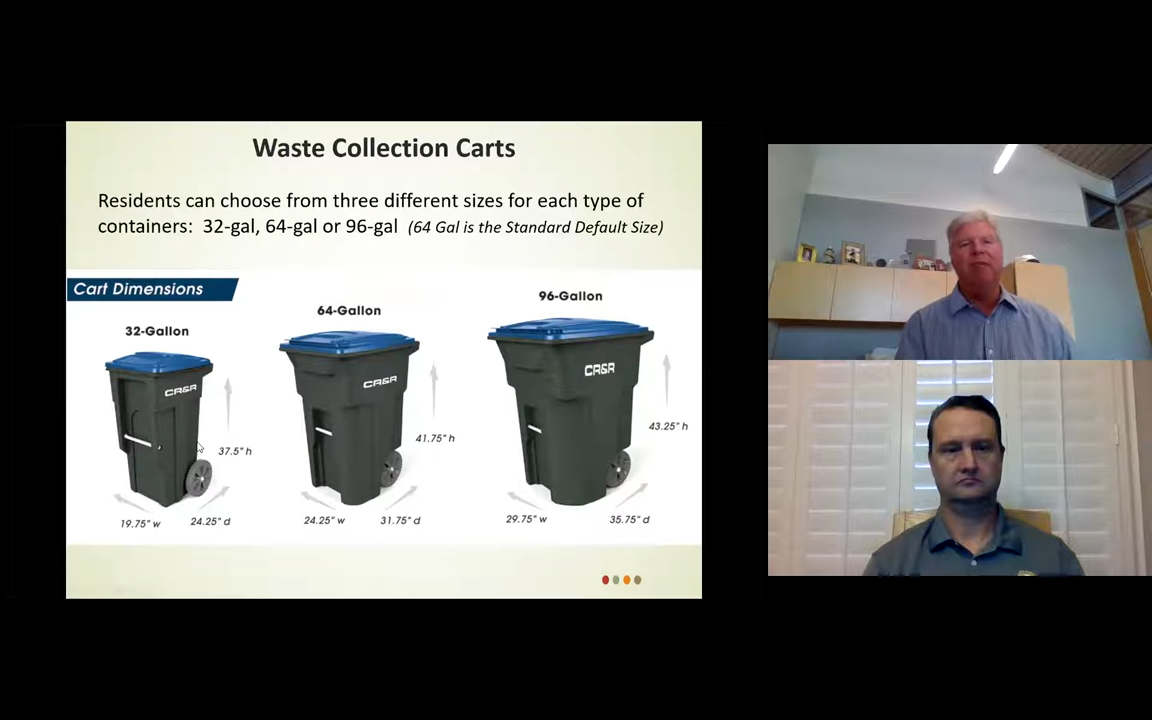 Waste Collection Carts
Residents can choose from three different sizes for each type of
containers: 32-gal, 64-gal or 96-gal (64 Gal is the Standard Default Size)
Cart Dimensions
32-Gallon
64-Gallon
96-Gallon
CR&R
CR&R
CR&R
37.5" h
41.75" h
43.25" h
19.75" w
24.25" d
24.25" w
31.75" d
29.75" w
35.75" d